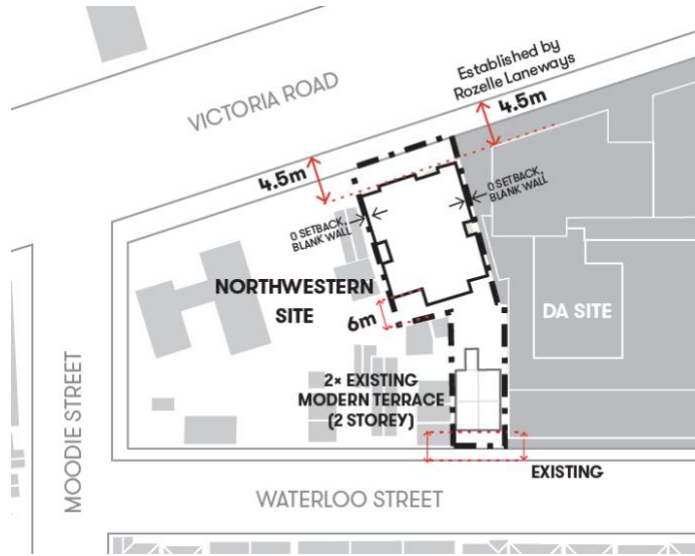 Established by
Rozelle Laneways
4.5m
VICTORIA ROAD
4.5m
0 SETBACK,
BLANK WALL
0 SETBACK,
BLANK WALL
NORTHWESTERN
SITE
6m
DA SITE
2× EXISTING
MODERN TERRACE
(2 STOREY)
MOODIE STREET
EXISTING
WATERLOO STREET